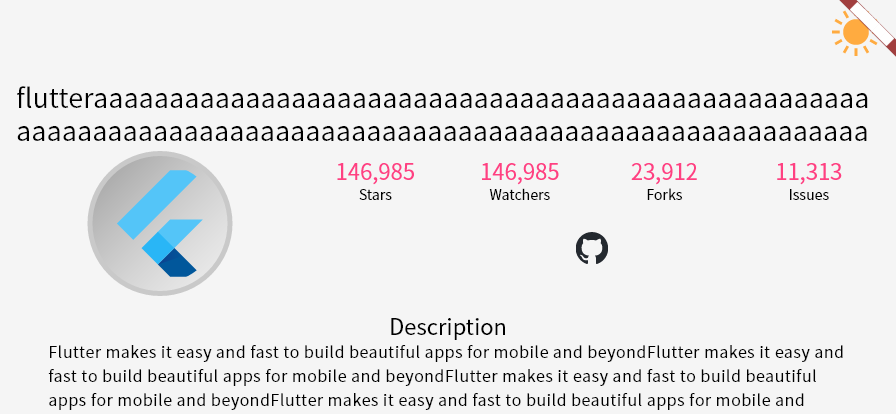 flutteraaaaaaaaaaaaaaaaaaaaaaaaaaaaaaaaaaaaaaaaaaaaaaaaaaa
aaaaaaaaaaaaaaaaaaaaaaaaaaaaaaaaaaaaaaaaaaaaaaaaaaaaaaaa
146,985
146,985
23,912
11,313
Stars
Watchers
Forks
Issues
Description
Flutter makes it easy and fast to build beautiful apps for mobile and beyondFlutter makes it easy and
fast to build beautiful apps for mobile and beyondFlutter makes it easy and fast to build beautiful
apps for mobile and beyondFlutter makes it easy and fast to build beautiful apps for mobile and